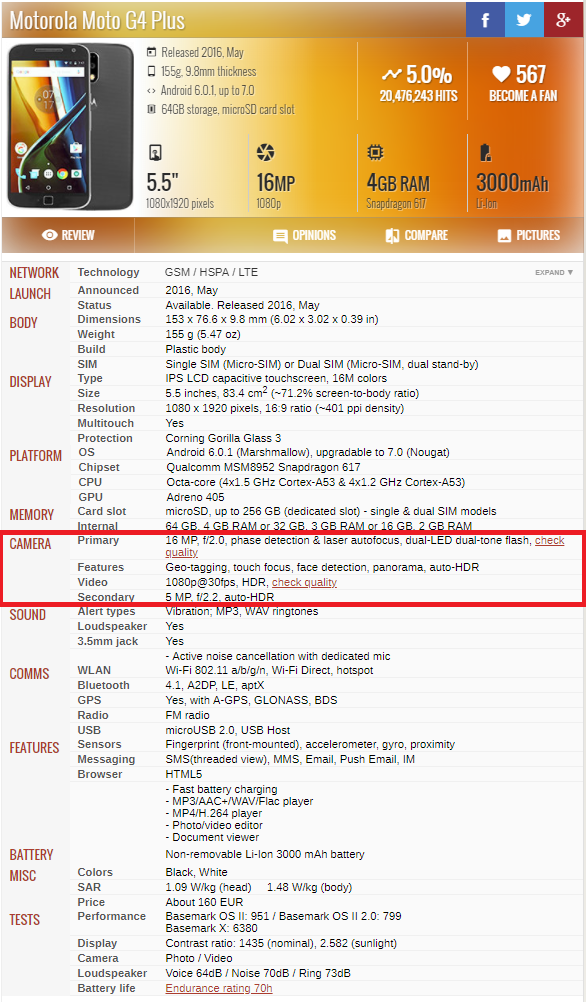 Motorola Moto G4 Plus
f
g+
Released 2016, May
155g, 9.8mm thickness
Android 6.0.1, up to 7.0
64GB storage, microSD card slot
5.0%
20,476,243 HITS
567
BECOME A FAN
5.5"
1080x1920 pixels
16MP
1080p
4GB RAM
Snapdragon 617
3000mAh
Li-Ion
REVIEW
OPINIONS
COMPARE
PICTURES
NETWORK Technology GSM / HSPA / LTE EXPAND ▼
LAUNCH Announced 2016, May
Status Available. Released 2016, May
BODY Dimensions 153 x 76.6 x 9.8 mm (6.02 x 3.02 x 0.39 in)
Weight 155 g (5.47 oz)
Build Plastic body
SIM Single SIM (Micro-SIM) or Dual SIM (Micro-SIM, dual stand-by)
DISPLAY Type IPS LCD capacitive touchscreen, 16M colors
Size 5.5 inches, 83.4 cm2 (~71.2% screen-to-body ratio)
Resolution 1080 x 1920 pixels, 16:9 ratio (~401 ppi density)
Multitouch Yes
Protection Corning Gorilla Glass 3
PLATFORM OS Android 6.0.1 (Marshmallow), upgradable to 7.0 (Nougat)
Chipset Qualcomm MSM8952 Snapdragon 617
CPU Octa-core (4x1.5 GHz Cortex-A53 & 4x1.2 GHz Cortex-A53)
GPU Adreno 405
MEMORY Card slot microSD, up to 256 GB (dedicated slot) - single & dual SIM models
Internal 64 GB, 4 GB RAM or 32 GB, 3 GB RAM or 16 GB, 2 GB RAM
CAMERA Primary 16 MP, f/2.0, phase detection & laser autofocus, dual-LED dual-tone flash, check
quality
Features Geo-tagging, touch focus, face detection, panorama, auto-HDR
Video 1080p@30fps, HDR, check quality
Secondary 5 MP, f/2.2, auto-HDR
SOUND Alert types Vibration; MP3, WAV ringtones
Loudspeaker Yes
3.5mm jack Yes
- Active noise cancellation with dedicated mic
COMMS WLAN Wi-Fi 802.11 a/b/g/n, Wi-Fi Direct, hotspot
Bluetooth 4.1, A2DP, LE, aptX
GPS Yes, with A-GPS, GLONASS, BDS
Radio FM radio
USB microUSB 2.0, USB Host
FEATURES Sensors Fingerprint (front-mounted), accelerometer, gyro, proximity
Messaging SMS(threaded view), MMS, Email, Push Email, IM
Browser HTML5
- Fast battery charging
- MP3/AAC+/WAV/Flac player
- MP4/H.264 player
- Photo/video editor
- Document viewer
BATTERY Non-removable Li-Ion 3000 mAh battery
MISC Colors Black, White
SAR 1.09 W/kg (head) 1.48 W/kg (body)
Price About 160 EUR
TESTS Performance Basemark OS II: 951 / Basemark OS II 2.0: 799
Basemark X: 6380
Display Contrast ratio: 1435 (nominal), 2.582 (sunlight)
Camera Photo / Video
Loudspeaker Voice 64dB / Noise 70dB / Ring 73dB
Battery life Endurance rating 70h